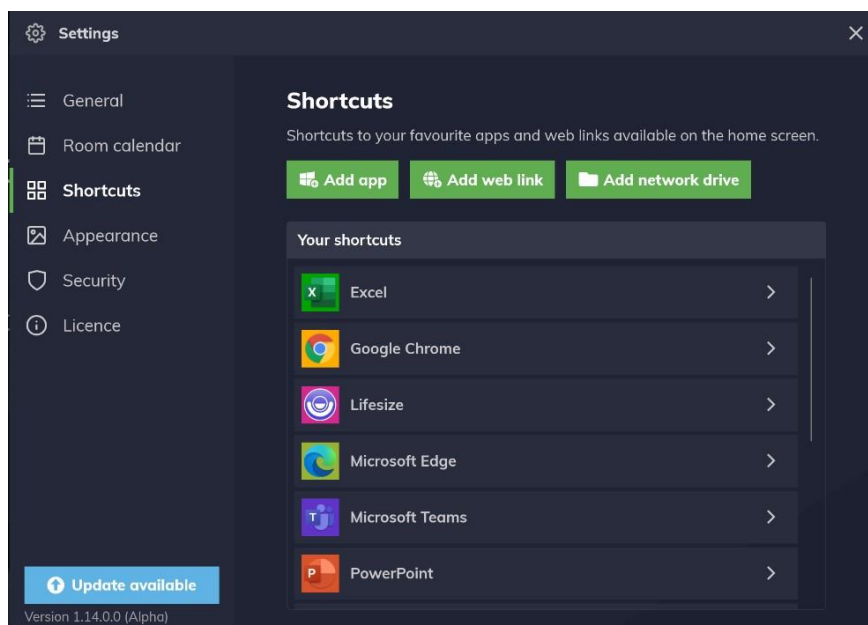 Settings
General
Room calendar
Shortcuts
Appearance
Security
Licence
Update available
Version 1.14.0.0 (Alpha)
Shortcuts
Shortcuts to your favourite apps and web links available on the home screen.
Add app
Add web link
Add network drive
Your shortcuts
Excel
Google Chrome
Lifesize
Microsoft Edge
Microsoft Teams
PowerPoint